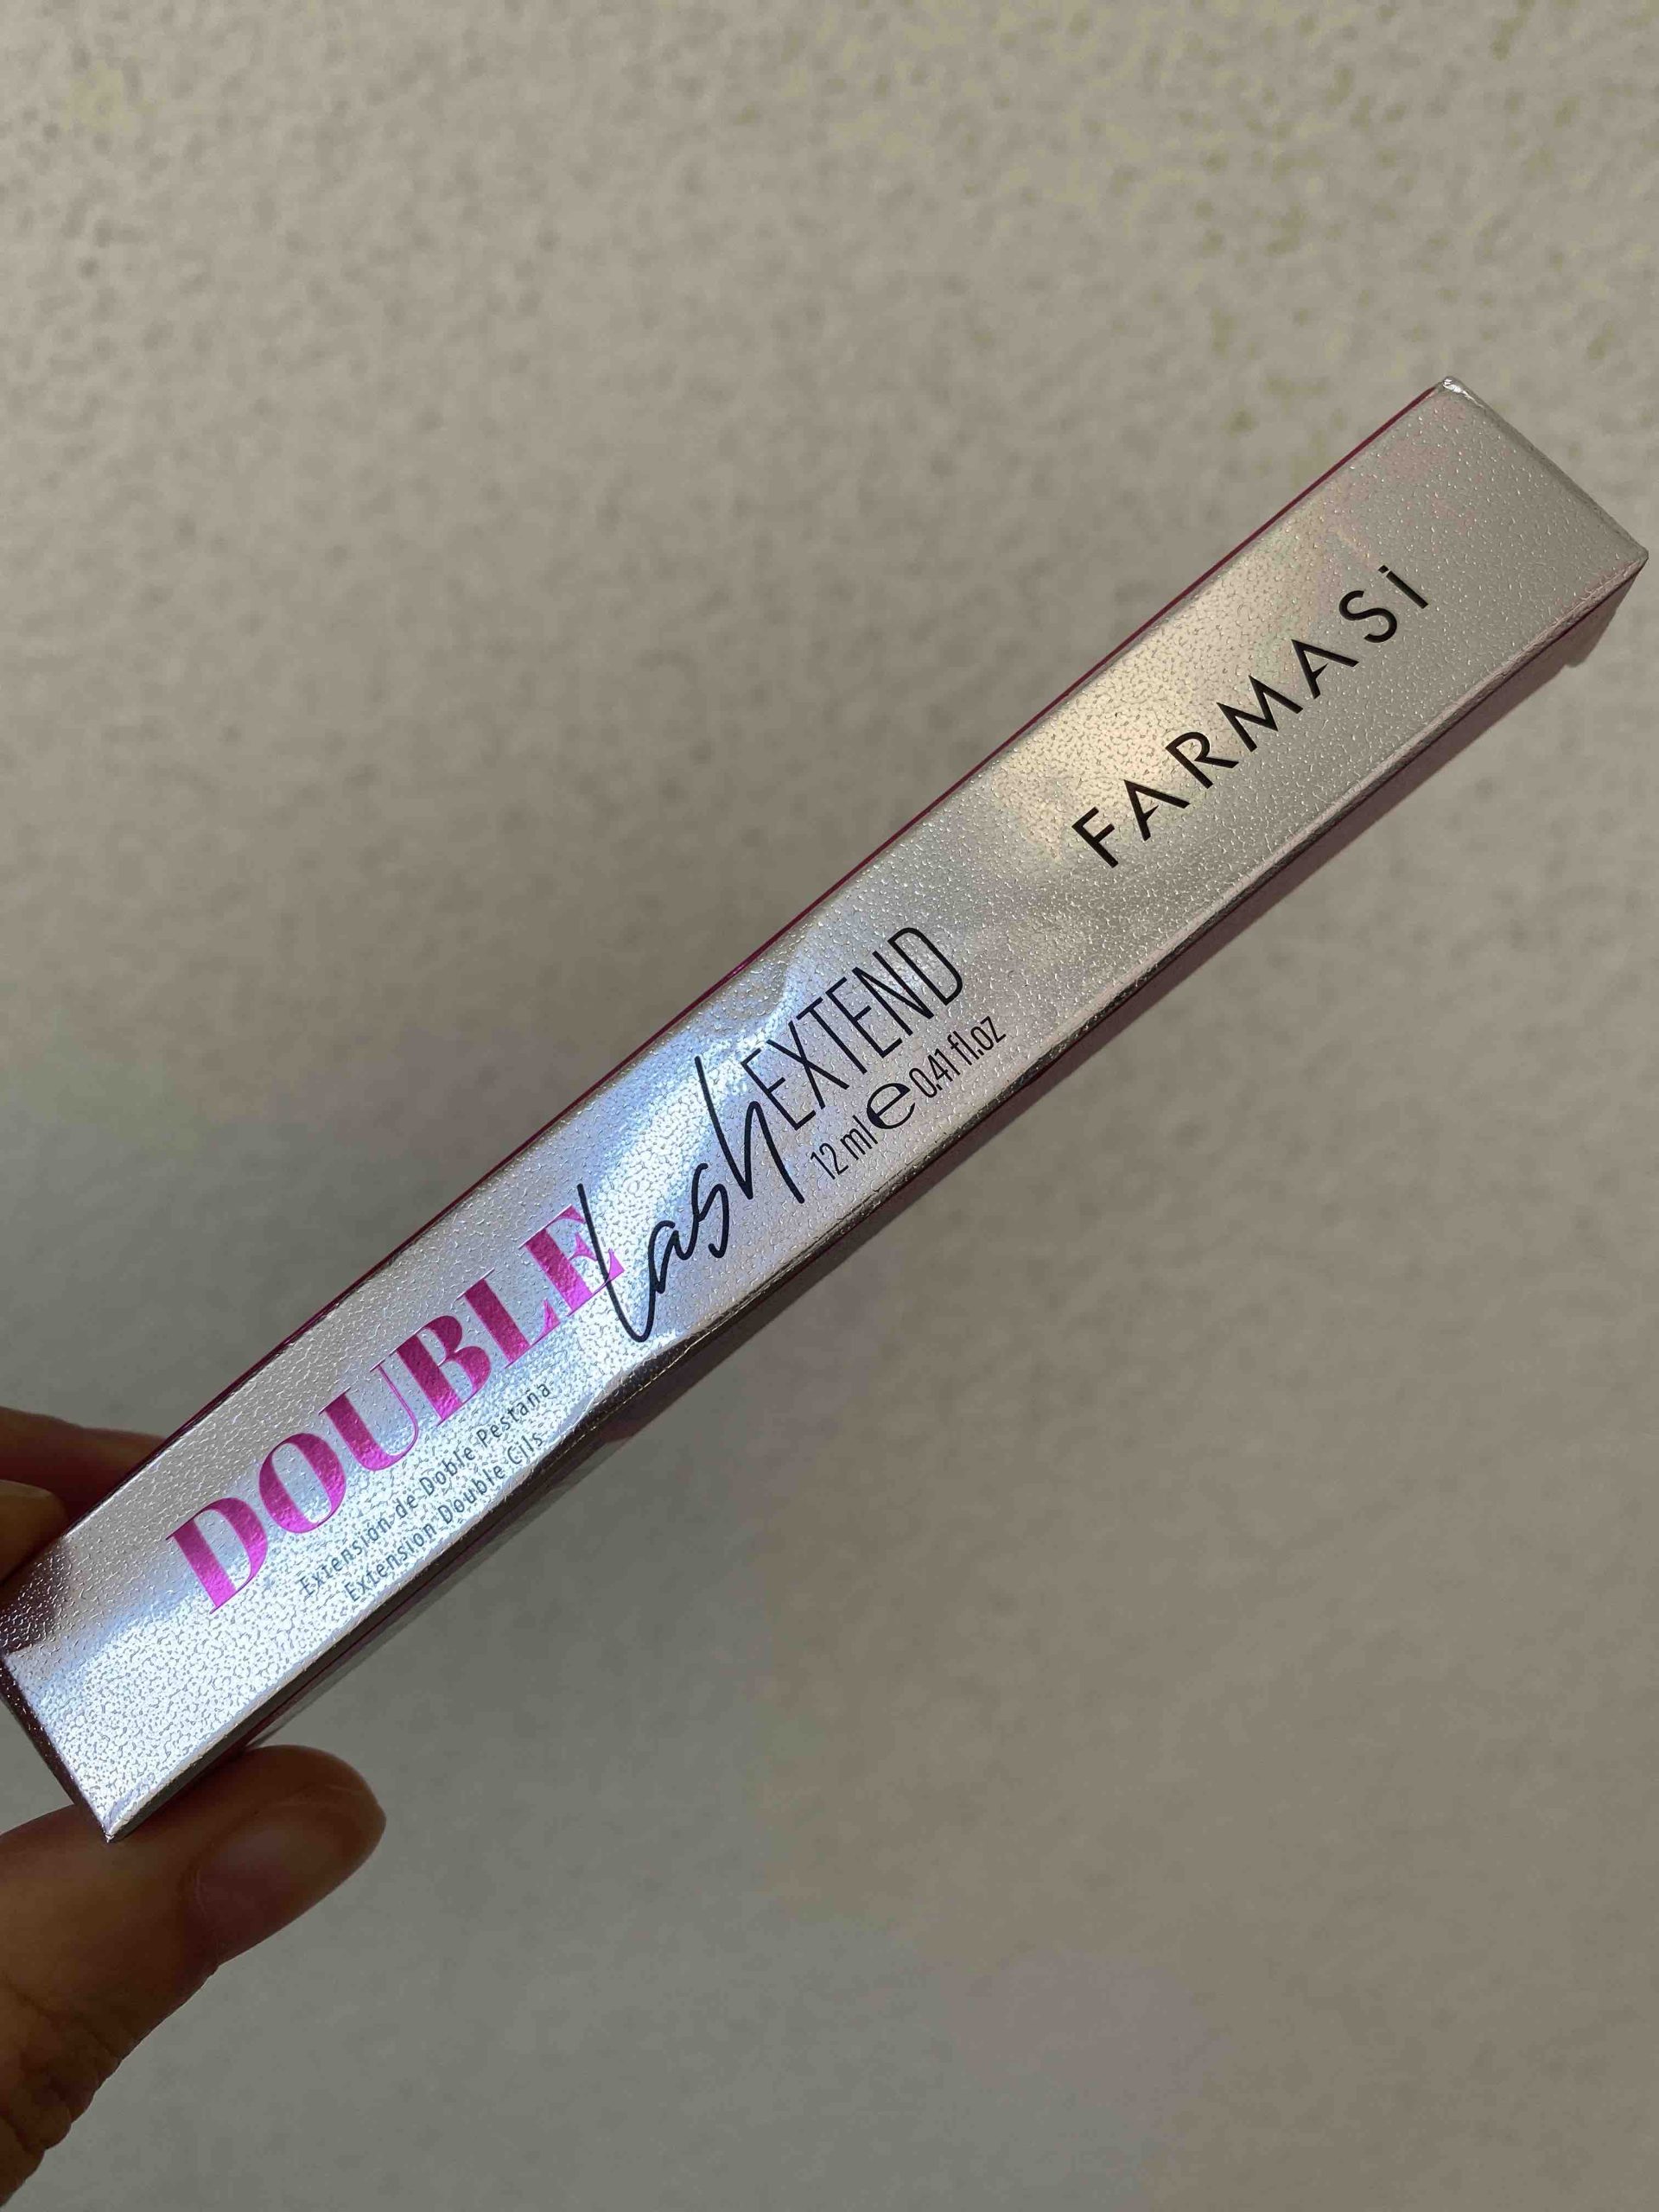 FARMASi
DOUBLE lash EXTEND
12 ml e 0.41 fl.oz
Extensión de Doble Pestaña
Extension Double Cils